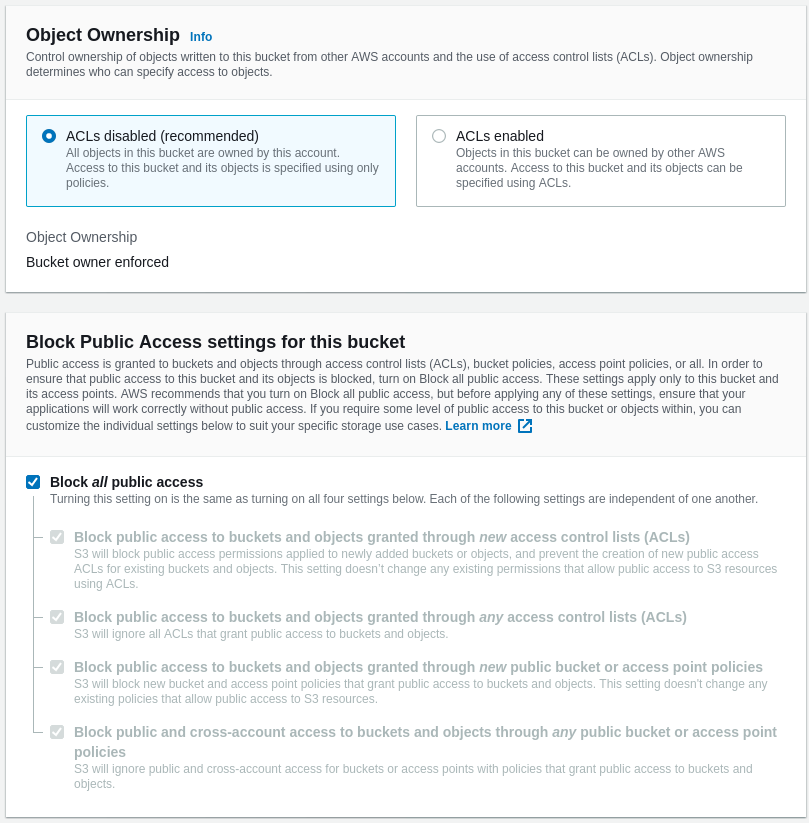 Object Ownership Info
Control ownership of objects written to this bucket from other AWS accounts and the use of access control lists (ACLs). Object ownership
determines who can specify access to objects.
ACLs disabled (recommended)
All objects in this bucket are owned by this account.
Access to this bucket and its objects is specified using only
policies.
ACLs enabled
Objects in this bucket can be owned by other AWS
accounts. Access to this bucket and its objects can be
specified using ACLs.
Object Ownership
Bucket owner enforced
Block Public Access settings for this bucket
Public access is granted to buckets and objects through access control lists (ACLs), bucket policies, access point policies, or all. In order to
ensure that public access to this bucket and its objects is blocked, turn on Block all public access. These settings apply only to this bucket and
its access points. AWS recommends that you turn on Block all public access, but before applying any of these settings, ensure that your
applications will work correctly without public access. If you require some level of public access to this bucket or objects within, you can
customize the individual settings below to suit your specific storage use cases. Learn more
Block all public access
Turning this setting on is the same as turning on all four settings below. Each of the following settings are independent of one another.
Block public access to buckets and objects granted through new access control lists (ACLs)
S3 will block public access permissions applied to newly added buckets or objects, and prevent the creation of new public access
ACLs for existing buckets and objects. This setting doesn't change any existing permissions that allow public access to S3 resources
using ACLs.
Block public access to buckets and objects granted through any access control lists (ACLs)
S3 will ignore all ACLs that grant public access to buckets and objects.
Block public access to buckets and objects granted through new public bucket or access point policies
S3 will block new bucket and access point policies that grant public access to buckets and objects. This setting doesn't change any
existing policies that allow public access to S3 resources.
Block public and cross-account access to buckets and objects through any public bucket or access point
policies
S3 will ignore public and cross-account access for buckets or access points with policies that grant public access to buckets and
objects.